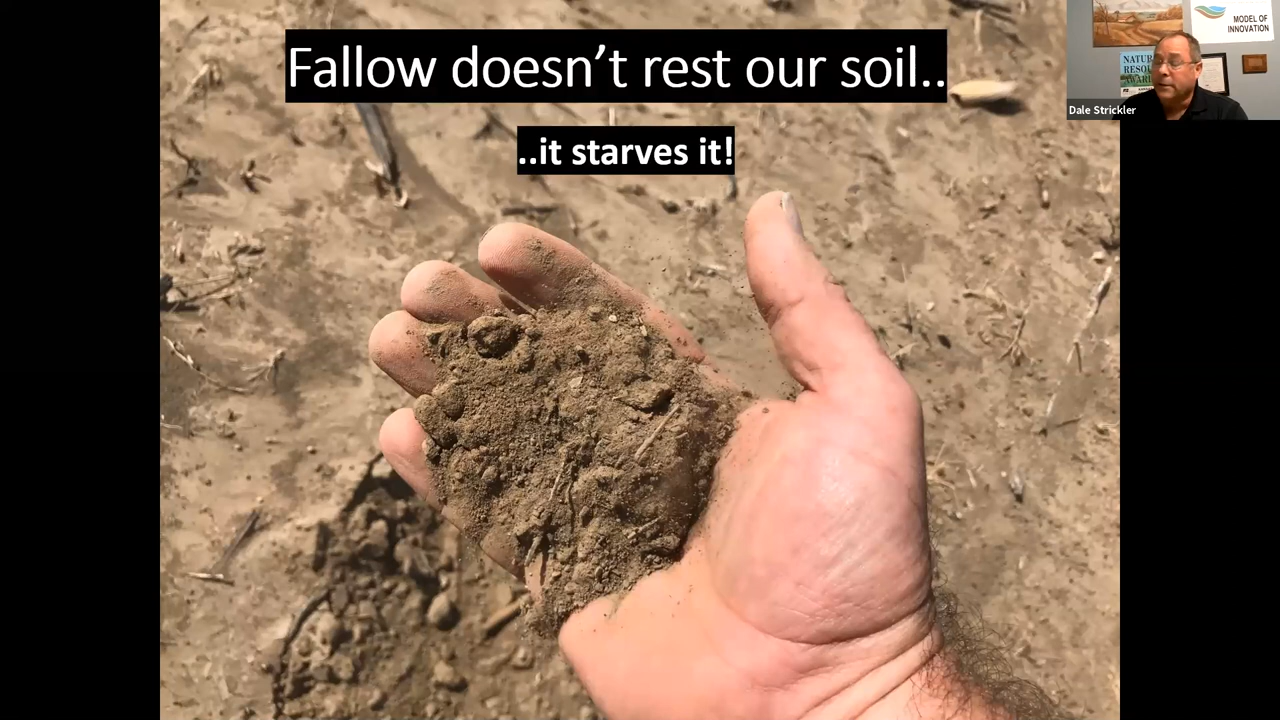 Fallow doesn't rest our soil..
..it starves it!
MODEL OF
INNOVATION
Dale Strickler